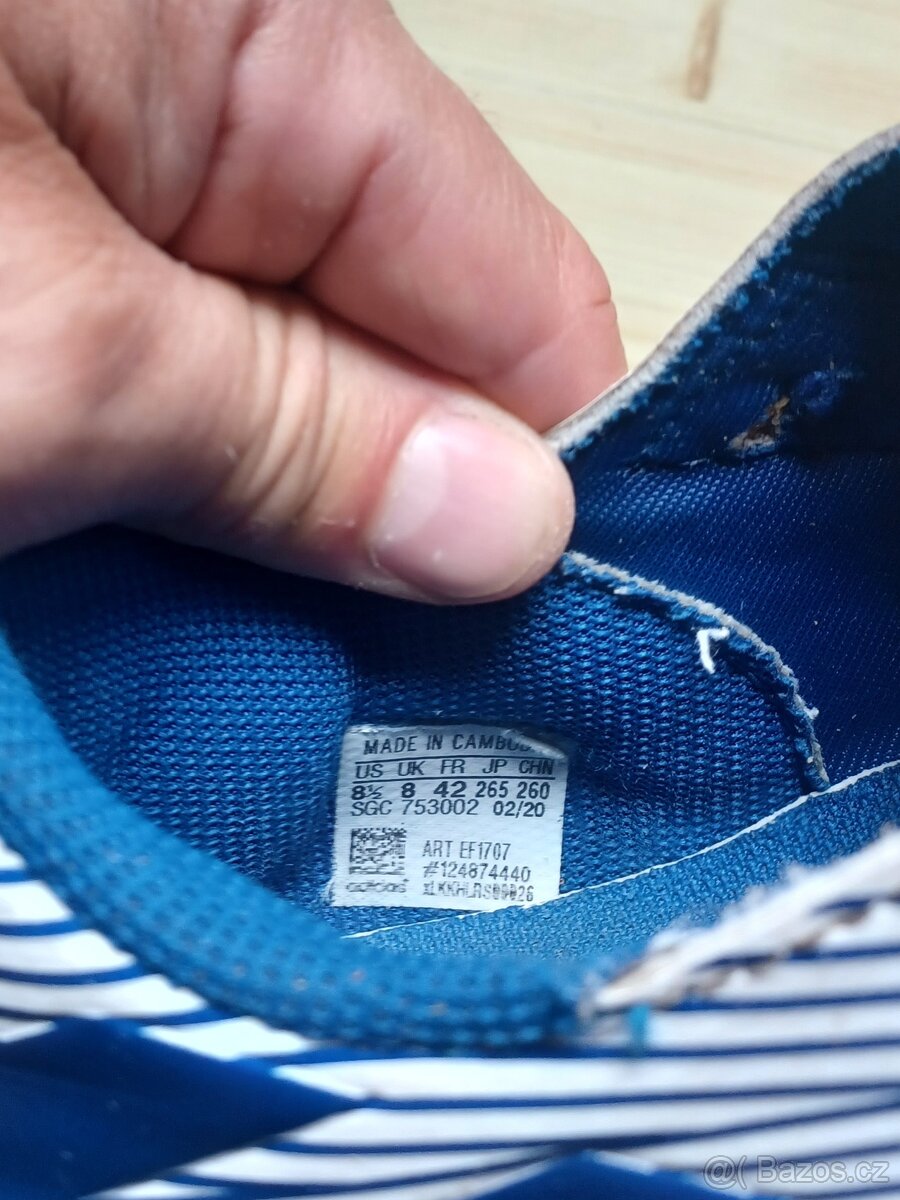 MADE IN
US UK FR JP CHN
8½ 8 42 265 260
SGC 753002 02/20
ART EF1707
#124874440
adidas
@( Bazos.cz